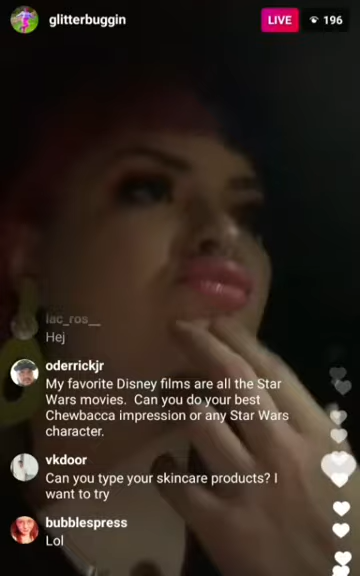 glitterbuggin
LIVE
196
lac_ros__
Hej
oderrickjr
My favorite Disney films are all the Star
Wars movies.  Can you do your best
Chewbacca impression or any Star Wars
character.
vkdoor
Can you type your skincare products? I
want to try
bubblespress
Lol